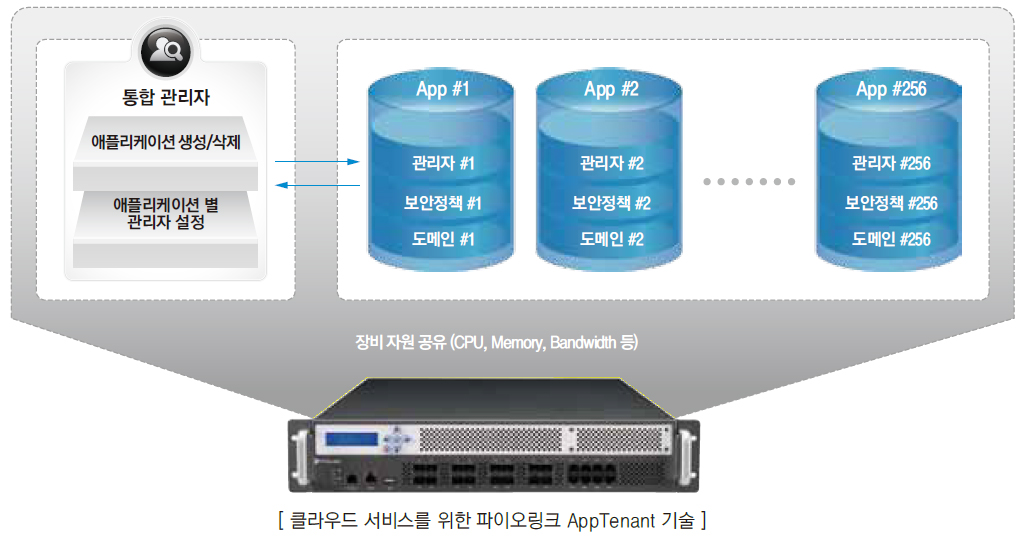 통합 관리자
애플리케이션 생성/삭제
애플리케이션 별
관리자 설정
App #1
관리자 #1
보안정책 #1
도메인 #1
App #2
관리자 #2
보안정책 #2
도메인 #2
App #256
관리자 #256
보안정책 #256
도메인 #256
장비 자원 공유 (CPU, Memory, Bandwidth 등)
[ 클라우드 서비스를 위한 파이오링크 AppTenant 기술 ]